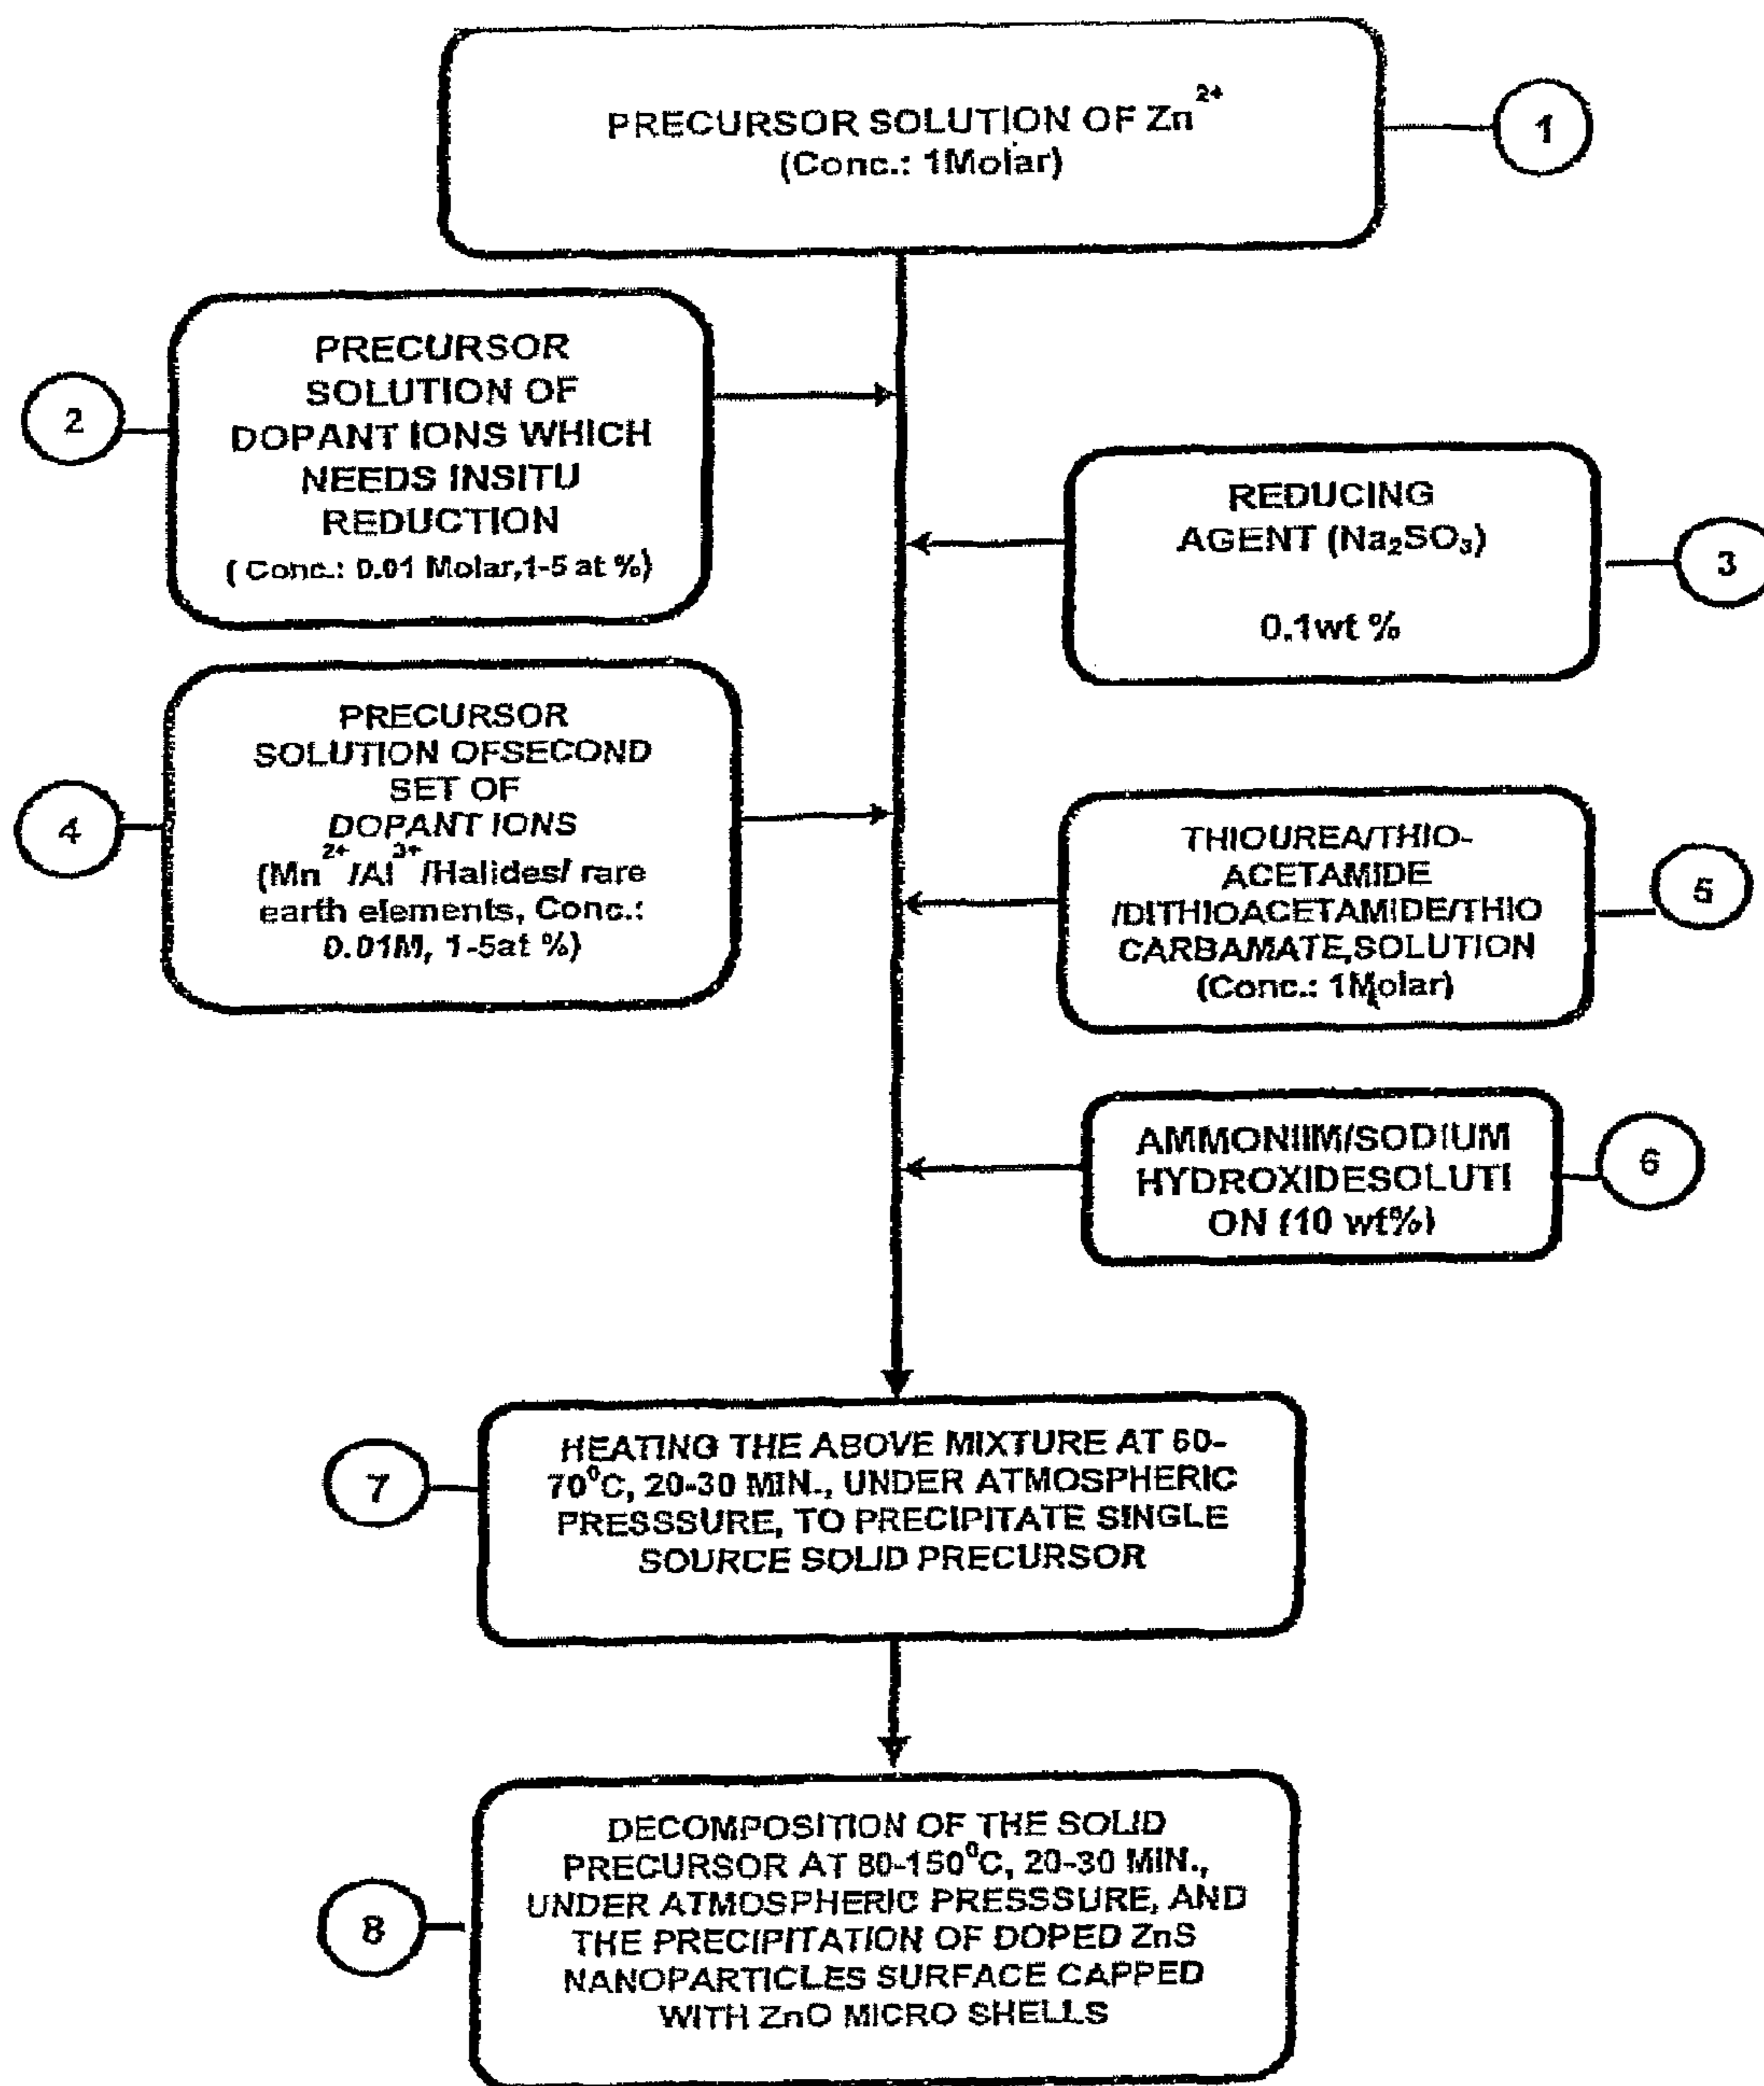 PRECURSOR SOLUTION OF Zn²⁺
(Conc.: 1Molar)
1
PRECURSOR
SOLUTION OF
DOPANT IONS WHICH
NEEDS INSITU
REDUCTION
( Conc.: 0.01 Molar,1-5 at %)
2
REDUCING
AGENT (Na₂SO₃)
0.1wt %
3
PRECURSOR
SOLUTION OFSECOND
SET OF
DOPANT IONS
(Mn²⁺/Al³⁺/Halides/ rare
earth elements, Conc.:
0.01M, 1-5at %)
4
THIOUREA/THIO-
ACETAMIDE
/DITHIOACETAMIDE/THIO
CARBAMATE,SOLUTION
(Conc.: 1Molar)
5
AMMONIIM/SODIUM
HYDROXIDESOLUTI
ON (10 wt%)
6
HEATING THE ABOVE MIXTURE AT 60-
70⁰C, 20-30 MIN., UNDER ATMOSPHERIC
PRESSSURE, TO PRECIPITATE SINGLE
SOURCE SOLID PRECURSOR
7
DECOMPOSITION OF THE SOLID
PRECURSOR AT 80-150⁰C, 20-30 MIN.,
UNDER ATMOSPHERIC PRESSSURE, AND
THE PRECIPITATION OF DOPED ZnS
NANOPARTICLES SURFACE CAPPED
WITH ZnO MICRO SHELLS
8